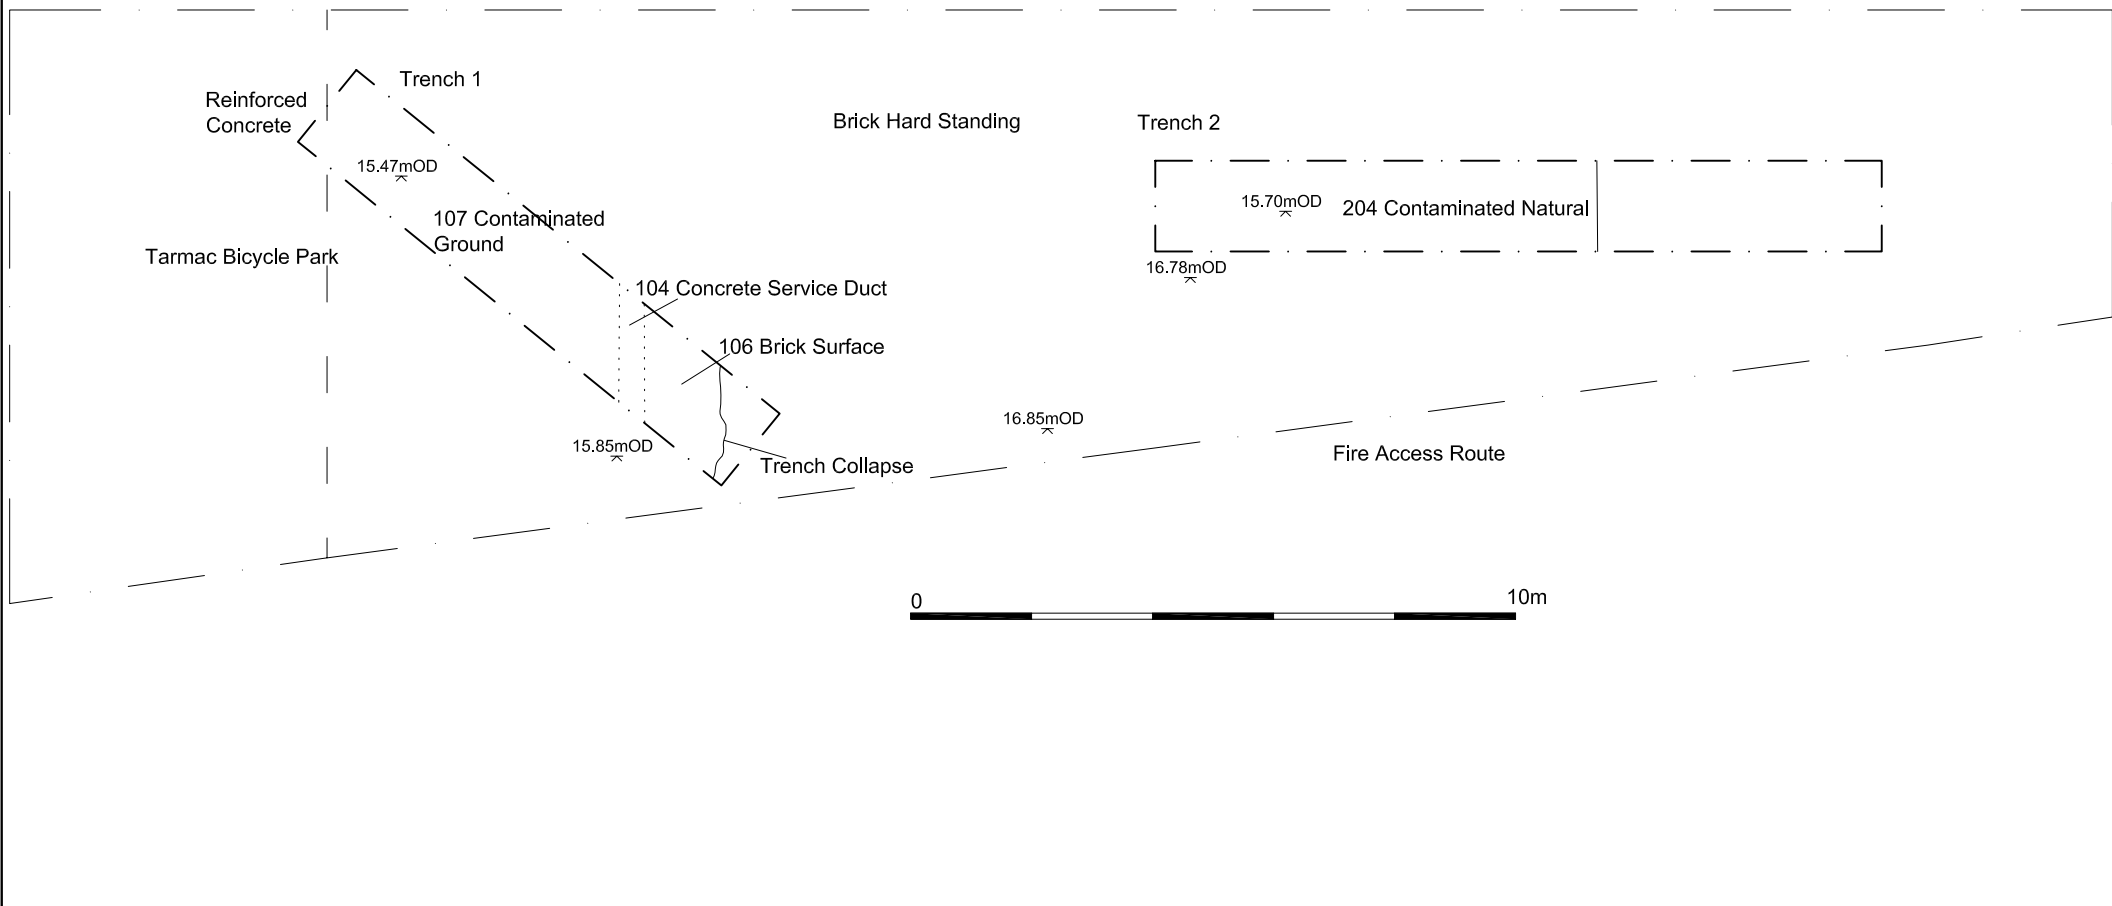 Trench 1
Reinforced
Concrete
Brick Hard Standing
Trench 2
15.47mOD
15.70mOD
204 Contaminated Natural
107 Contaminated
Ground
Tarmac Bicycle Park
16.78mOD
104 Concrete Service Duct
106 Brick Surface
16.85mOD
15.85mOD
Fire Access Route
Trench Collapse
0
10m